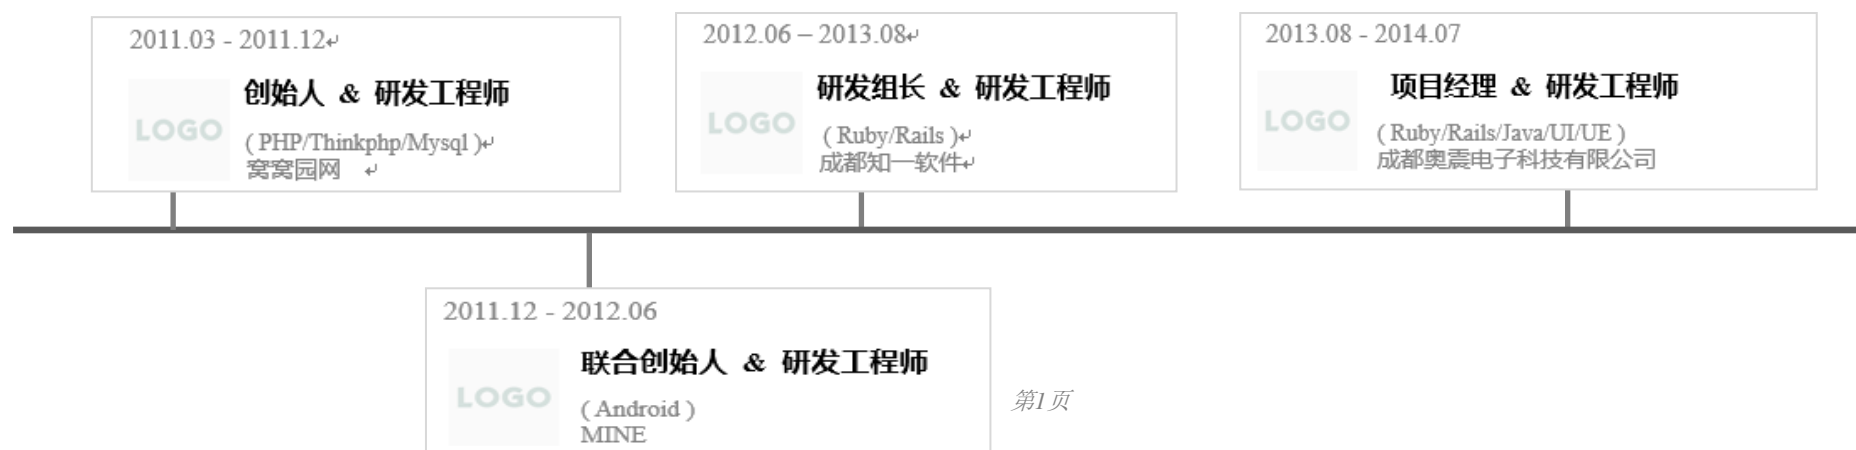 2011.03 - 2011.12
创始人 & 研发工程师
LOGO
( PHP/Thinkphp/Mysql )
窝窝园网
2012.06 – 2013.08
研发组长 & 研发工程师
LOGO
( Ruby/Rails )
成都知一软件
2013.08 - 2014.07
项目经理 & 研发工程师
LOGO
( Ruby/Rails/Java/UI/UE )
成都奥震电子科技有限公司
2011.12 - 2012.06
联合创始人 & 研发工程师
LOGO
( Android )
MINE
第1页